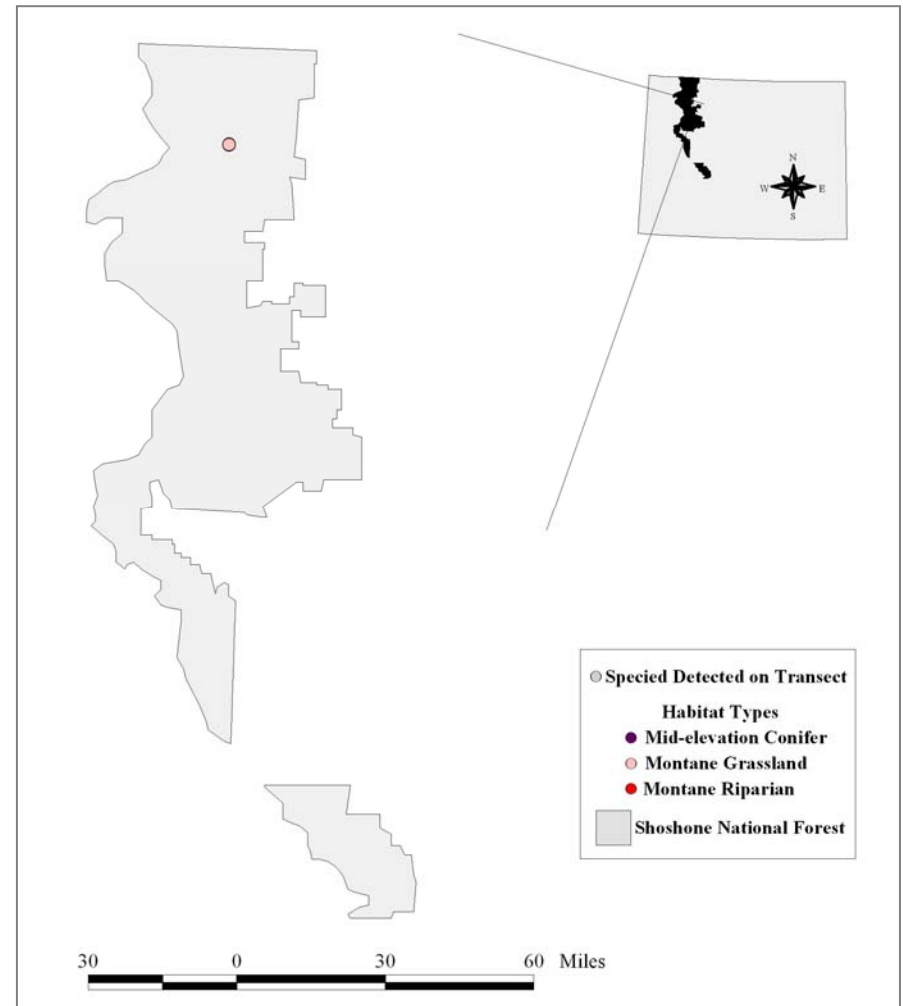 N
W E
S
Specied Detected on Transect
Habitat Types
Mid-elevation Conifer
Montane Grassland
Montane Riparian
Shoshone National Forest
30 0 30 60 Miles